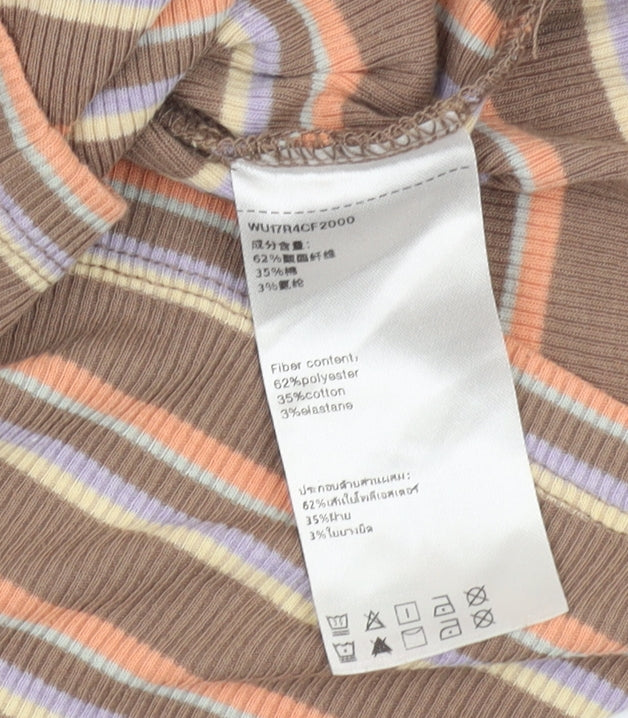 WU17R4CF2000
成分含量:
62%聚酯纤维
35%棉
3%氨纶
Fiber content:
62%polyester
35%cotton
3%elastane
ประกอบด้วยส่วนผสม:
62%เส้นใยโพลีเอสเตอร์
35%ฝ้าย
3%ใยบางยืด